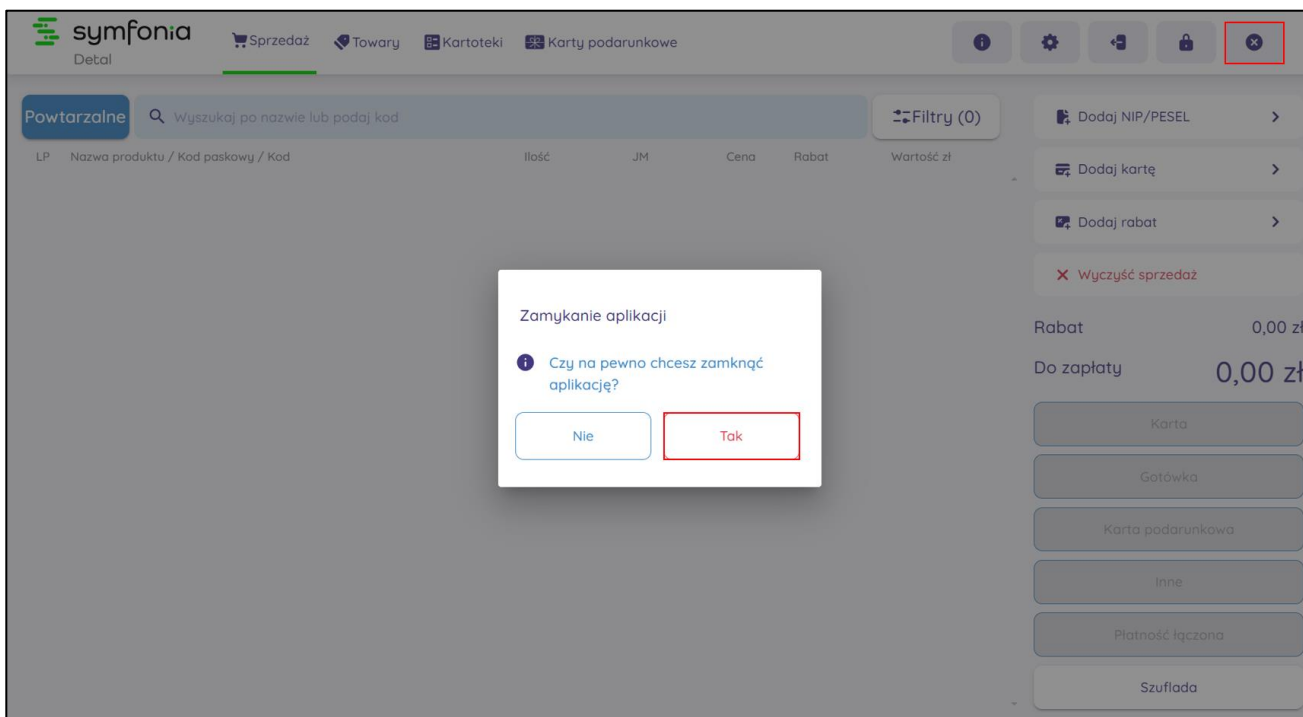 symfonia
Detal
Sprzedaż Towary Kartoteki Karty podarunkowe
Powtarzalne Wyszukaj po nazwie lub podaj kod Filtry (0)
LP Nazwa produktu / Kod paskowy / Kod Ilość JM Cena Rabat Wartość zł
Dodaj NIP/PESEL
Dodaj kartę
Dodaj rabat
Wyczyść sprzedaż
Rabat 0,00 zł
Do zapłaty 0,00 zł
Karta
Gotówka
Karta podarunkowa
Inne
Płatność łączona
Szuflada
Zamykanie aplikacji
Czy na pewno chcesz zamknąć
aplikację?
Nie Tak